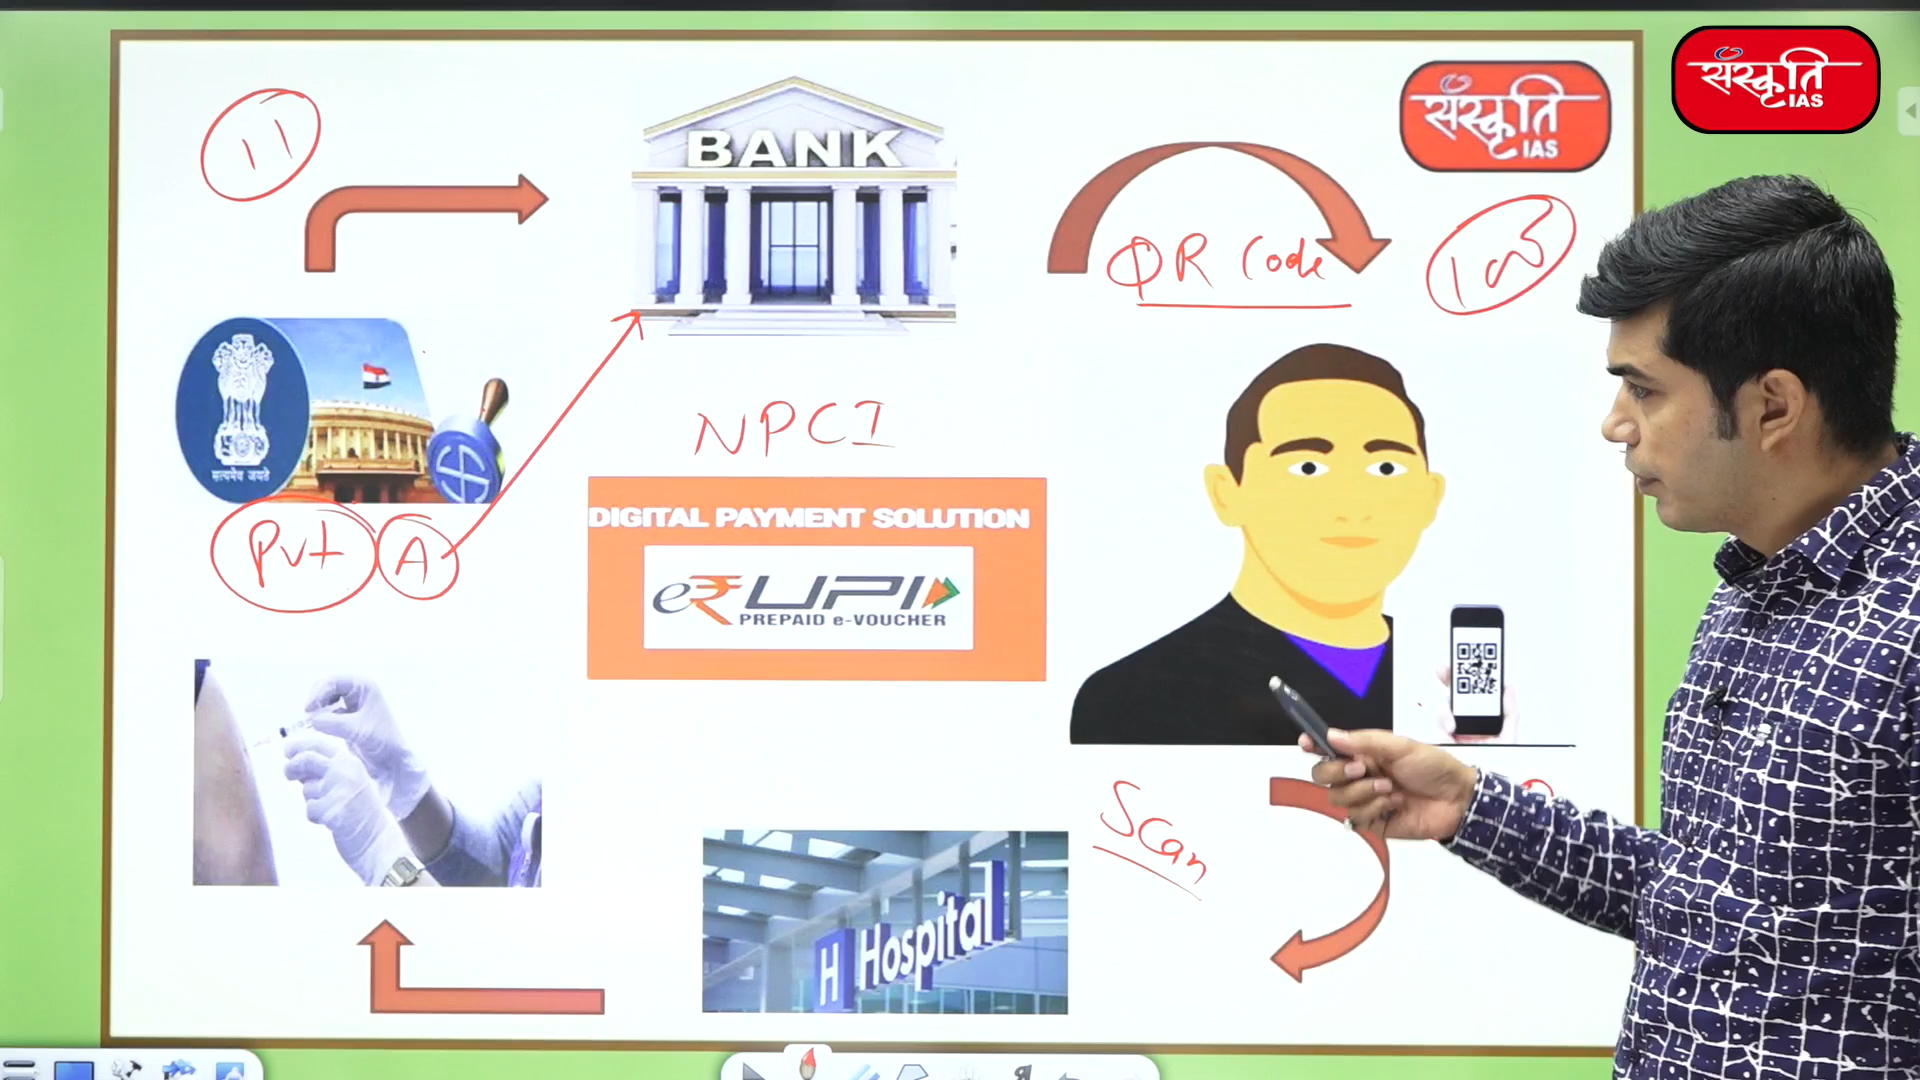 संस्कृति
IAS
संस्कृति
IAS
11
BANK
QR Code
सत्यमेव जयते
NPCI
Pvt A
DIGITAL PAYMENT SOLUTION
e₹UPI
PREPAID e-VOUCHER
Scan
H Hospital